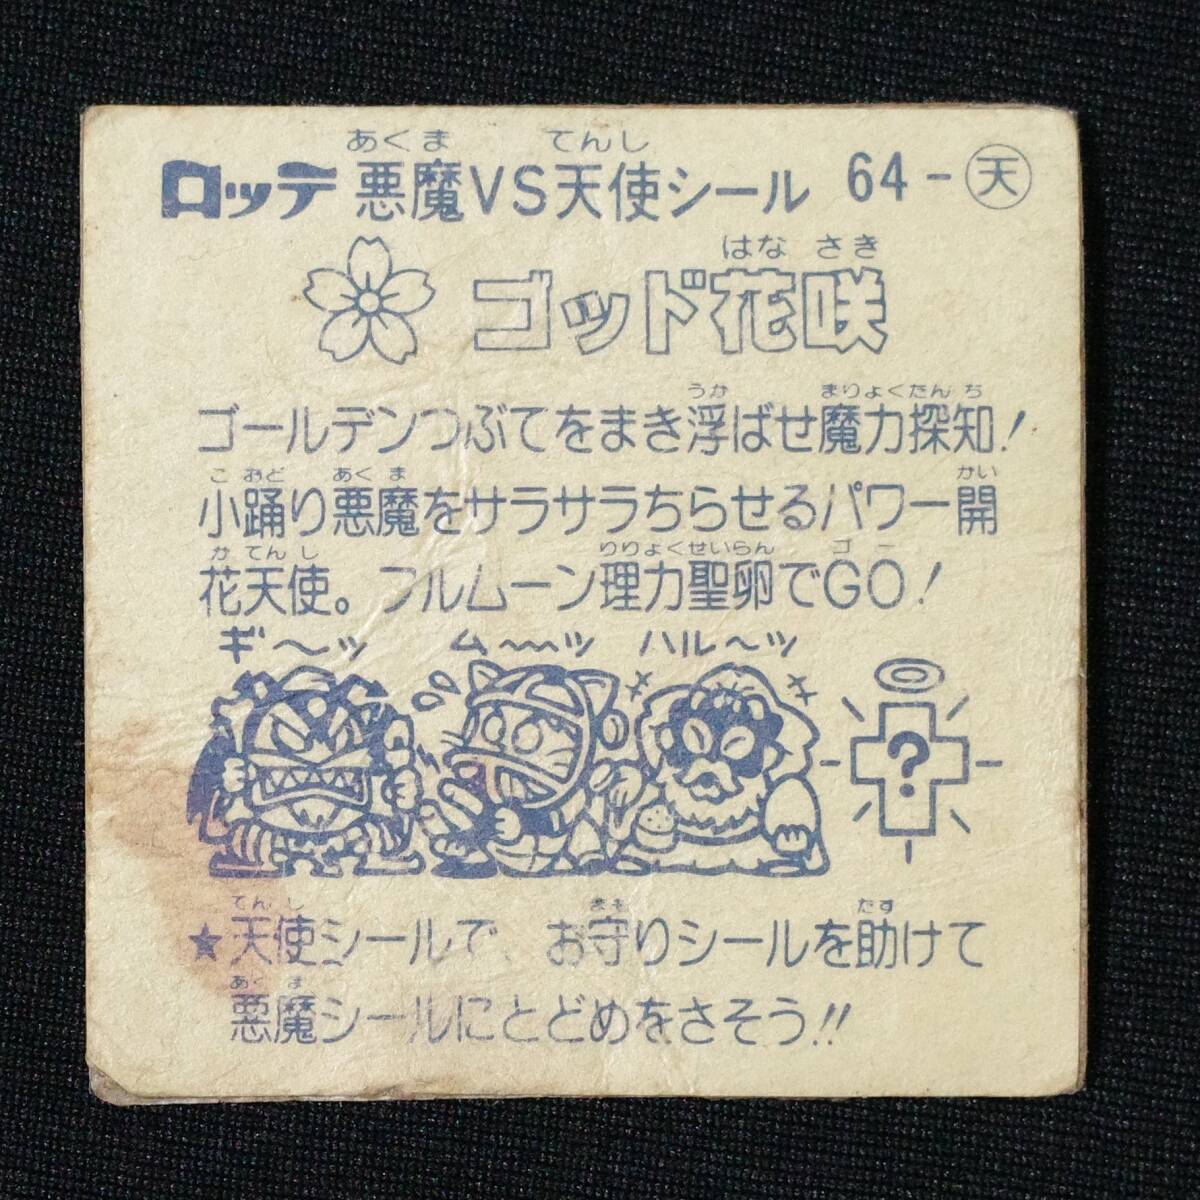 あくま てんし
ロッテ 悪魔VS天使シール 64-天
はな さき
ゴッド花咲
うか まりょくたんち
ゴールデンつぶてをまき浮ばせ魔力探知!
こ おど あく ま かい
小踊り悪魔をサラサラちらせるパワー開
か てん し りりょくせいらん ゴー
花天使。フルムーン理力聖卵でGO!
ギ〜ッ ム〜ッ ハル〜ッ
?
てん し まも たす
★天使シールで、お守りシールを助けて
あく ま
悪魔シールにとどめをさそう!!